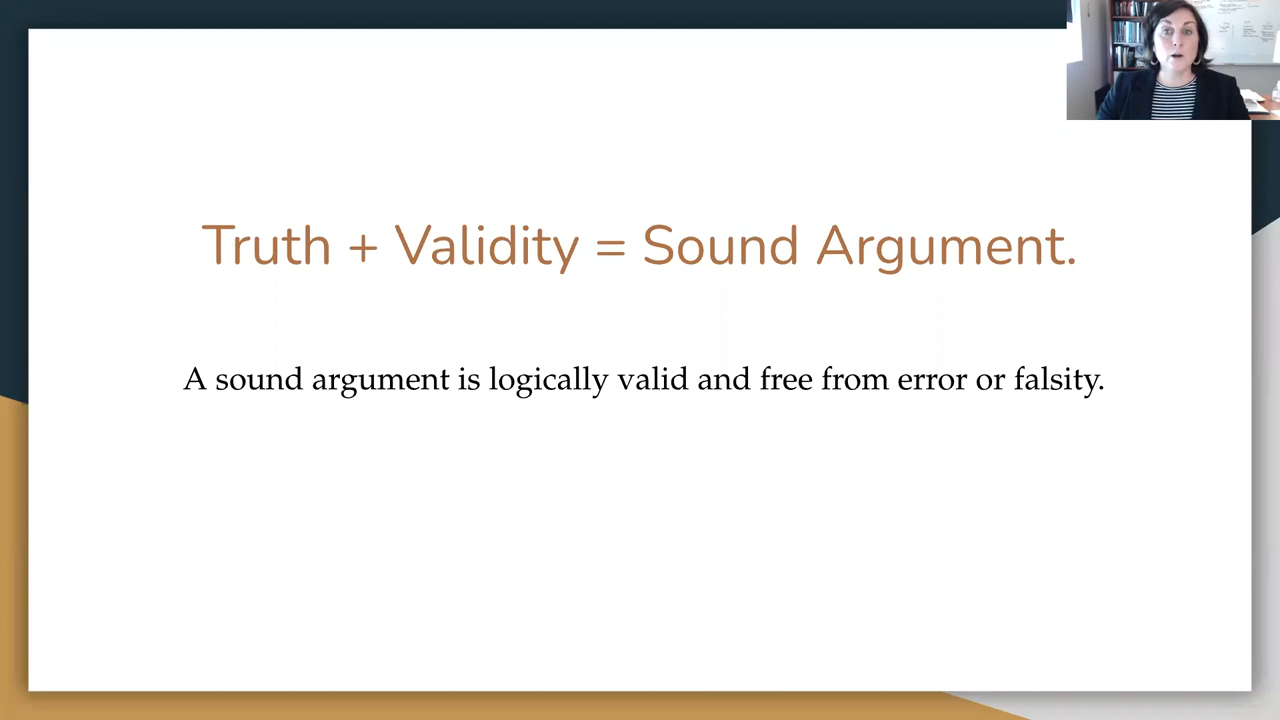 Truth + Validity = Sound Argument.
A sound argument is logically valid and free from error or falsity.